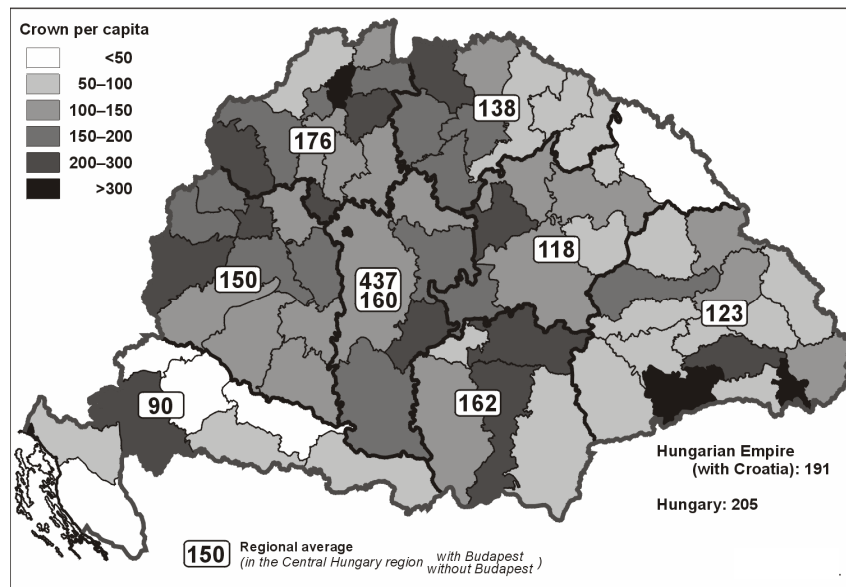 Crown per capita
<50
50–100
100–150
150–200
200–300
>300
138
176
118
150
437
160
123
90
162
Hungarian Empire
(with Croatia): 191
Hungary: 205
150 Regional average
(in the Central Hungary region with Budapest
without Budapest )